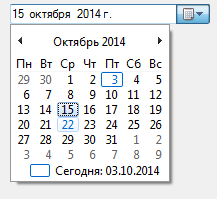 15 октября 2014 г.
Октябрь 2014
Пн Вт Ср Чт Пт Сб Вс
29 30 1 2 3 4 5
6 7 8 9 10 11 12
13 14 15 16 17 18 19
20 21 22 23 24 25 26
27 28 29 30 31 1 2
3 4 5 6 7 8 9
Сегодня: 03.10.2014